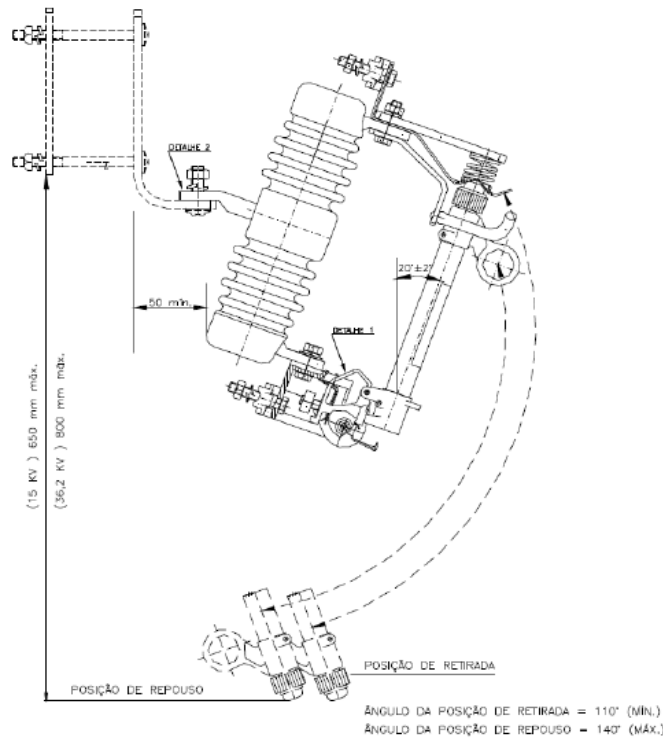 DETALHE 2
20°±2°
50 mín.
DETALHE 1
(15 KV ) 650 mm máx.
(36,2 KV ) 800 mm máx.
POSIÇÃO DE RETIRADA
POSIÇÃO DE REPOUSO
ÂNGULO DA POSIÇÃO DE RETIRADA = 110° (MÍN.)
ÂNGULO DA POSIÇÃO DE REPOUSO = 140° (MÁX.)